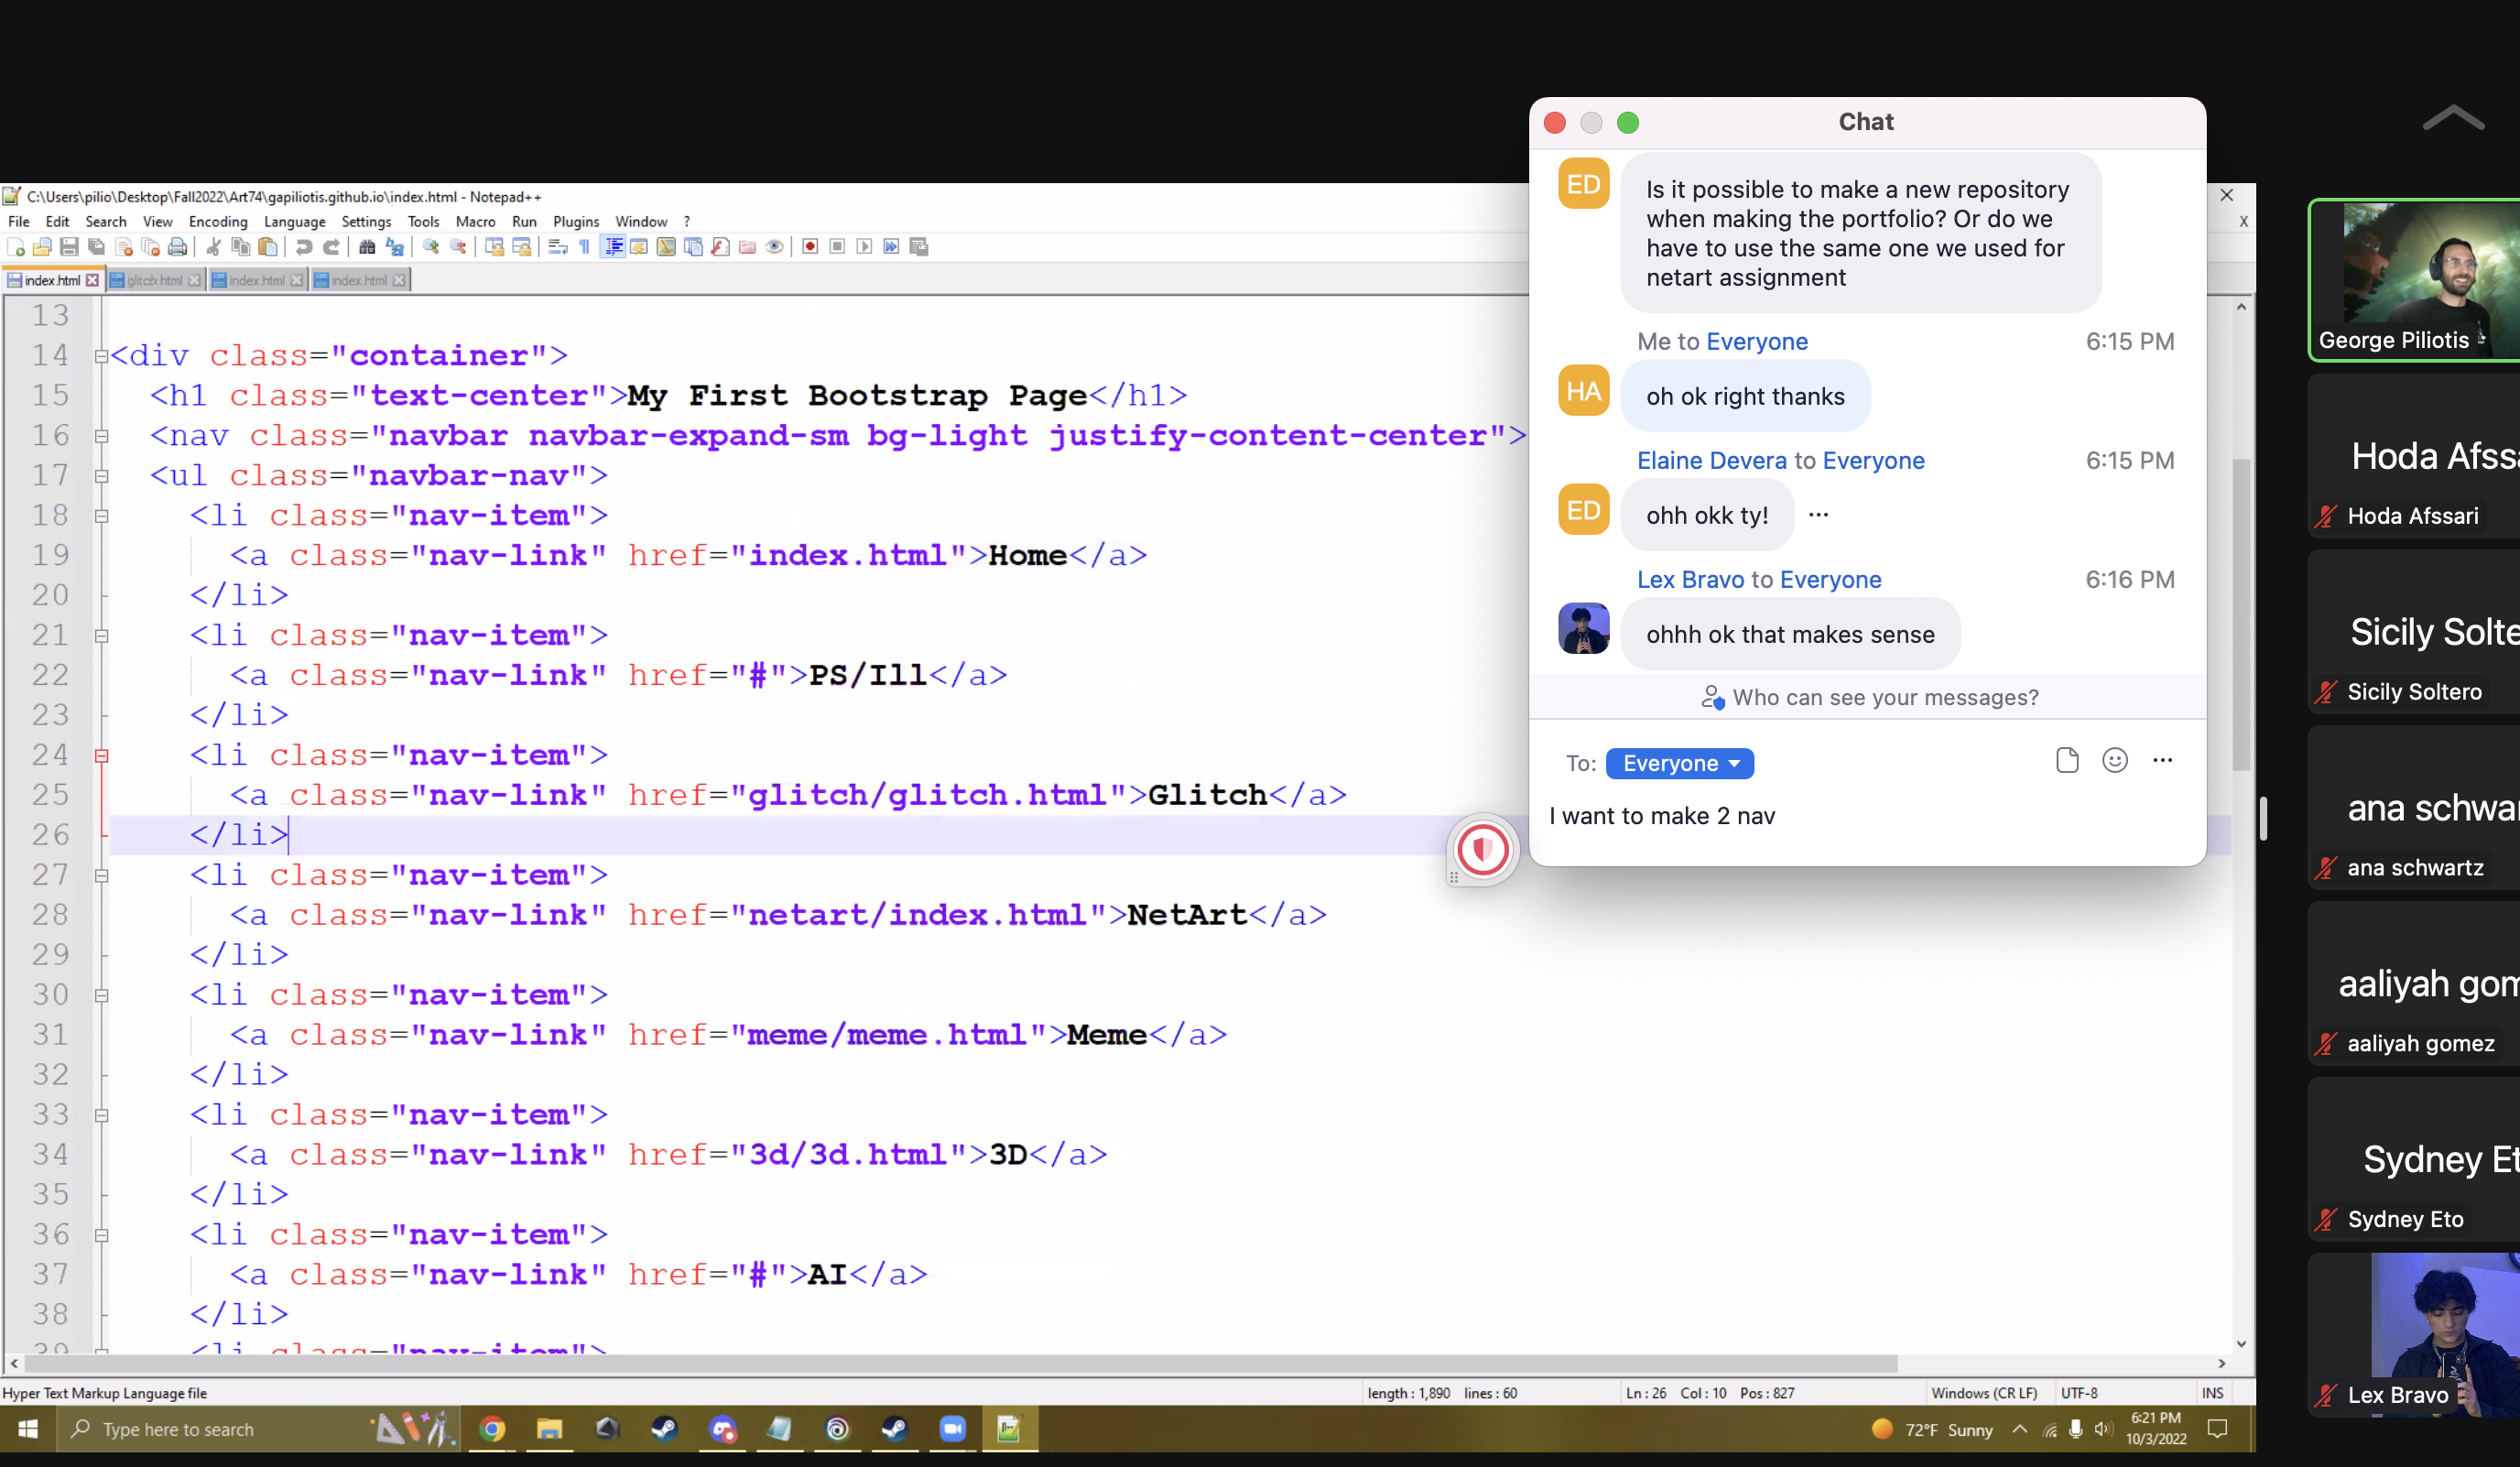 C:\Users\pilio\Desktop\Fall2022\Art74\gapiliotis.github.io\index.html - Notepad++
File Edit Search View Encoding Language Settings Tools Macro Run Plugins Window ?
index.html glitch.html index.html index.html
13
14 <div class="container">
15 <h1 class="text-center">My First Bootstrap Page</h1>
16 <nav class="navbar navbar-expand-sm bg-light justify-content-center">
17 <ul class="navbar-nav">
18 <li class="nav-item">
19 <a class="nav-link" href="index.html">Home</a>
20 </li>
21 <li class="nav-item">
22 <a class="nav-link" href="#">PS/Ill</a>
23 </li>
24 <li class="nav-item">
25 <a class="nav-link" href="glitch/glitch.html">Glitch</a>
26 </li>
27 <li class="nav-item">
28 <a class="nav-link" href="netart/index.html">NetArt</a>
29 </li>
30 <li class="nav-item">
31 <a class="nav-link" href="meme/meme.html">Meme</a>
32 </li>
33 <li class="nav-item">
34 <a class="nav-link" href="3d/3d.html">3D</a>
35 </li>
36 <li class="nav-item">
37 <a class="nav-link" href="#">AI</a>
38 </li>
39 <li class="nav-item">
Hyper Text Markup Language file length : 1,890 lines : 60 Ln : 26 Col : 10 Pos : 827 Windows (CR LF) UTF-8 INS
Type here to search
72°F Sunny
6:21 PM
10/3/2022
Chat
ED
Is it possible to make a new repository
when making the portfolio? Or do we
have to use the same one we used for
netart assignment
Me to Everyone 6:15 PM
HA
oh ok right thanks
Elaine Devera to Everyone 6:15 PM
ED
ohh okk ty!
Lex Bravo to Everyone 6:16 PM
ohhh ok that makes sense
Who can see your messages?
To: Everyone
I want to make 2 nav
George Piliotis
Hoda Afss
Hoda Afssari
Sicily Solte
Sicily Soltero
ana schwa
ana schwartz
aaliyah gom
aaliyah gomez
Sydney Et
Sydney Eto
Lex Bravo